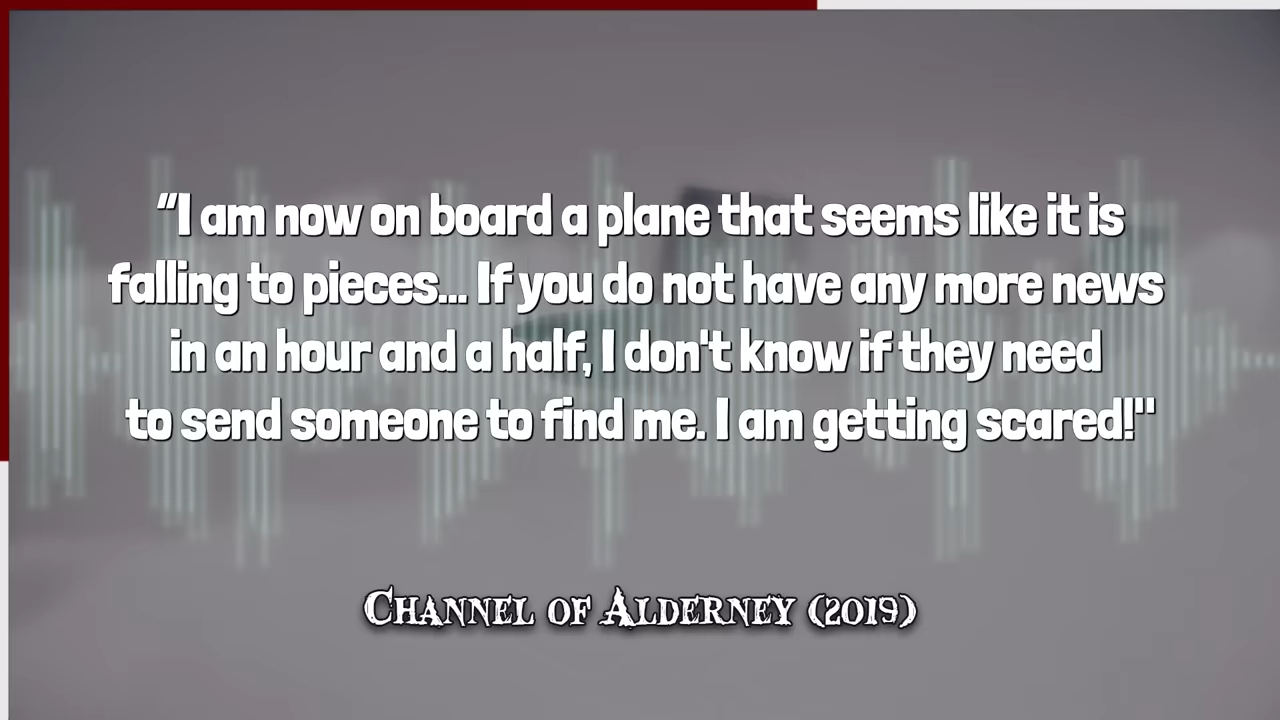 “I am now on board a plane that seems like it is
falling to pieces... If you do not have any more news
in an hour and a half, I don't know if they need
to send someone to find me. I am getting scared!"
Channel of Alderney (2019)